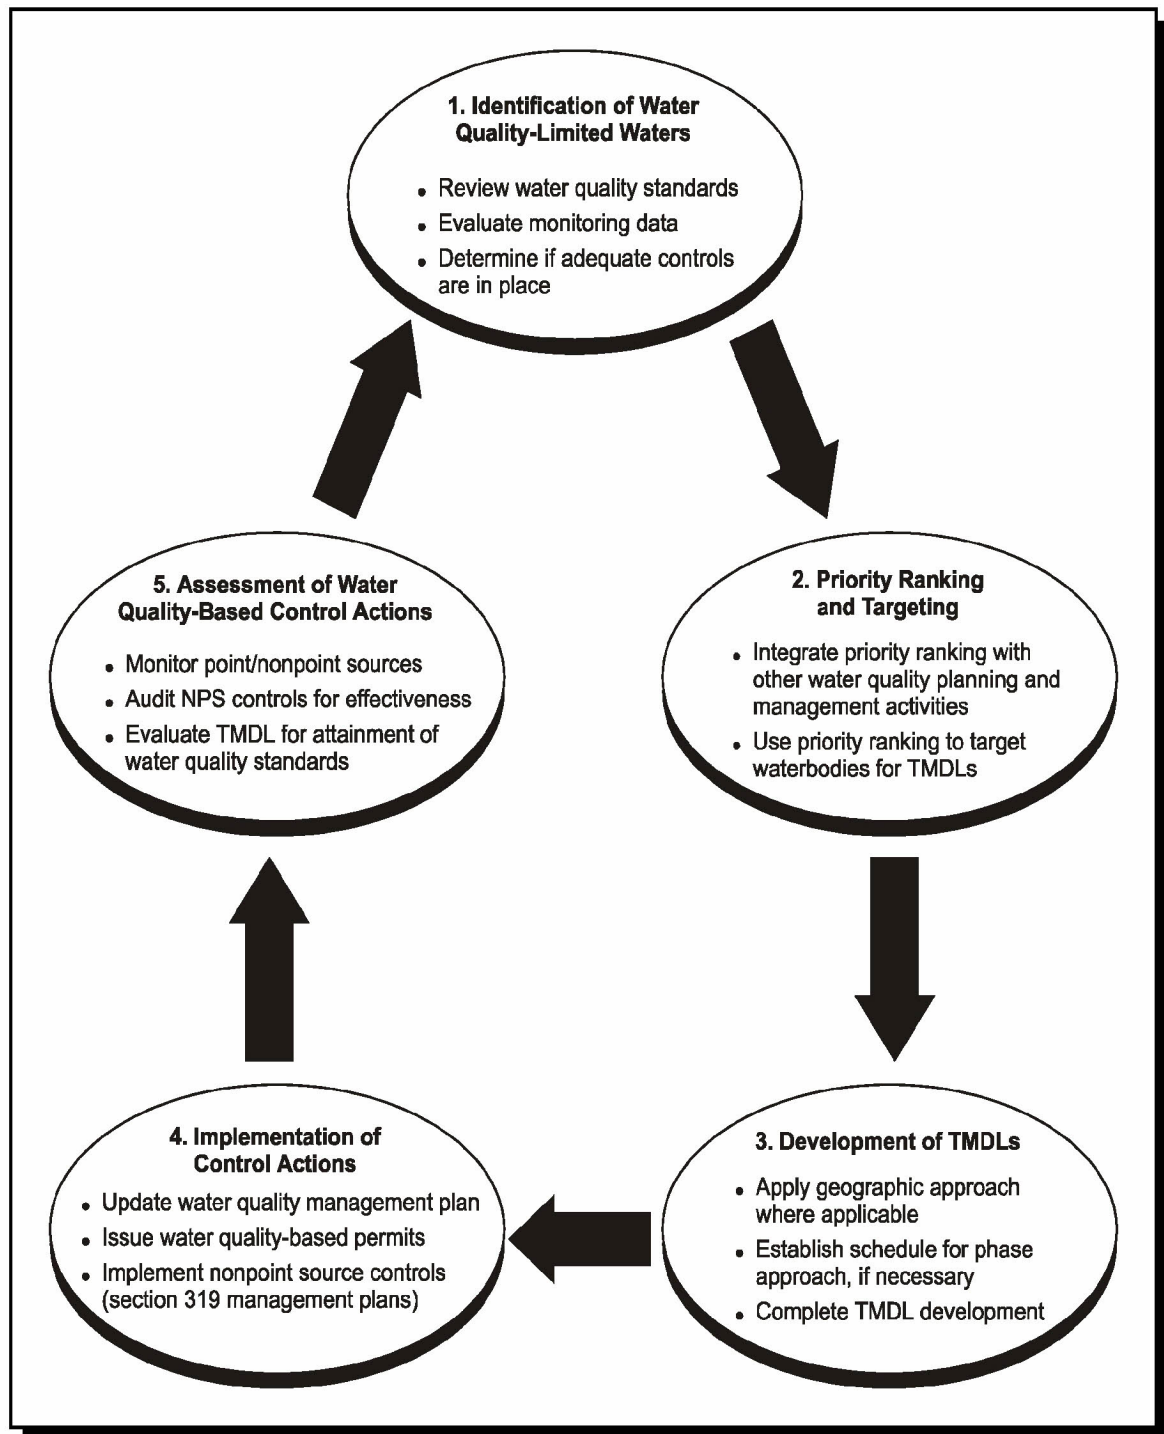 1. Identification of Water
Quality-Limited Waters
• Review water quality standards
• Evaluate monitoring data
• Determine if adequate controls
are in place
2. Priority Ranking
and Targeting
• Integrate priority ranking with
other water quality planning and
management activities
• Use priority ranking to target
waterbodies for TMDLs
3. Development of TMDLs
• Apply geographic approach
where applicable
• Establish schedule for phase
approach, if necessary
• Complete TMDL development
4. Implementation of
Control Actions
• Update water quality management plan
• Issue water quality-based permits
• Implement nonpoint source controls
(section 319 management plans)
5. Assessment of Water
Quality-Based Control Actions
• Monitor point/nonpoint sources
• Audit NPS controls for effectiveness
• Evaluate TMDL for attainment of
water quality standards